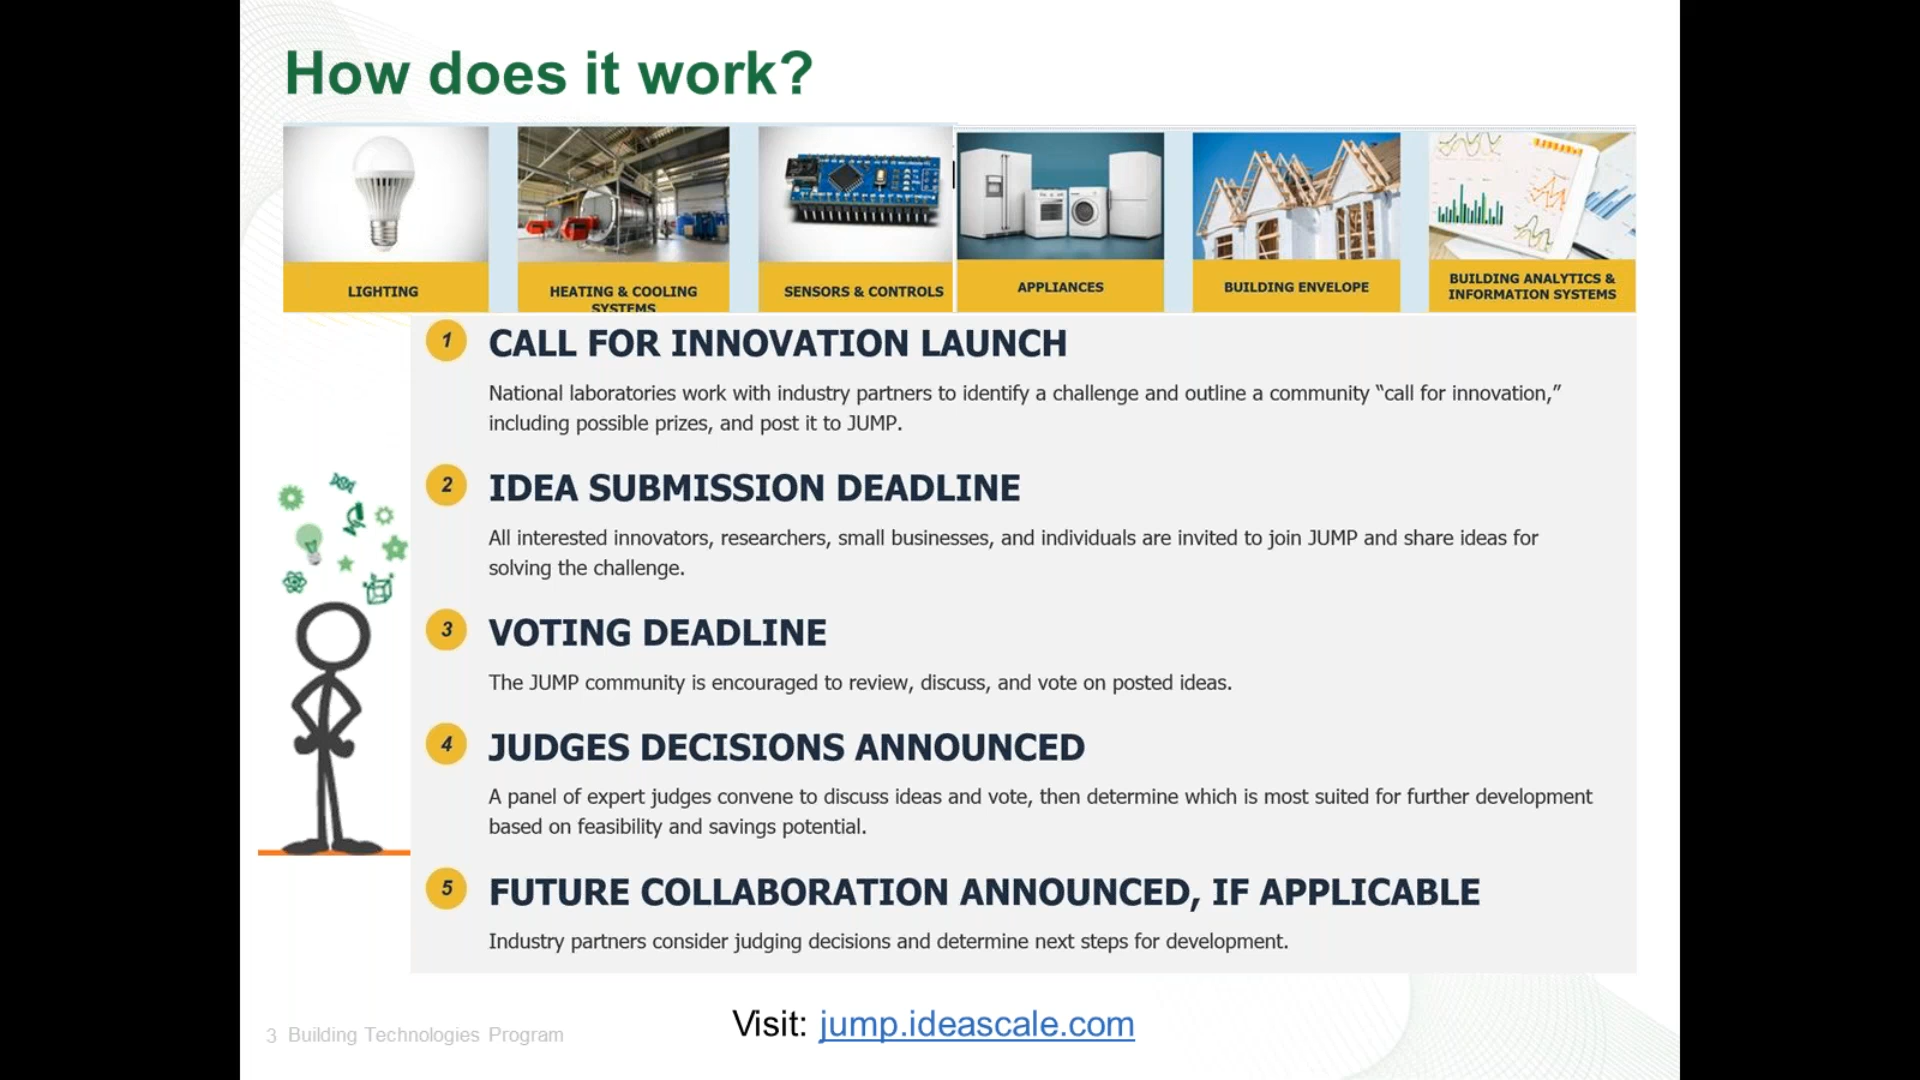 How does it work?
LIGHTING
HEATING & COOLING
SYSTEMS
SENSORS & CONTROLS
APPLIANCES
BUILDING ENVELOPE
BUILDING ANALYTICS &
INFORMATION SYSTEMS
1 CALL FOR INNOVATION LAUNCH
National laboratories work with industry partners to identify a challenge and outline a community “call for innovation,”
including possible prizes, and post it to JUMP.
2 IDEA SUBMISSION DEADLINE
All interested innovators, researchers, small businesses, and individuals are invited to join JUMP and share ideas for
solving the challenge.
3 VOTING DEADLINE
The JUMP community is encouraged to review, discuss, and vote on posted ideas.
4 JUDGES DECISIONS ANNOUNCED
A panel of expert judges convene to discuss ideas and vote, then determine which is most suited for further development
based on feasibility and savings potential.
5 FUTURE COLLABORATION ANNOUNCED, IF APPLICABLE
Industry partners consider judging decisions and determine next steps for development.
Visit: jump.ideascale.com
3 Building Technologies Program